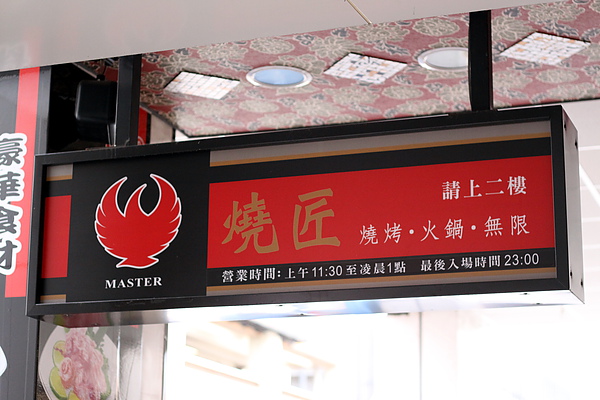 豪華食材
MASTER
燒匠
請上二樓
燒烤·火鍋·無限
營業時間：上午11:30至凌晨1點 最後入場時間23:00